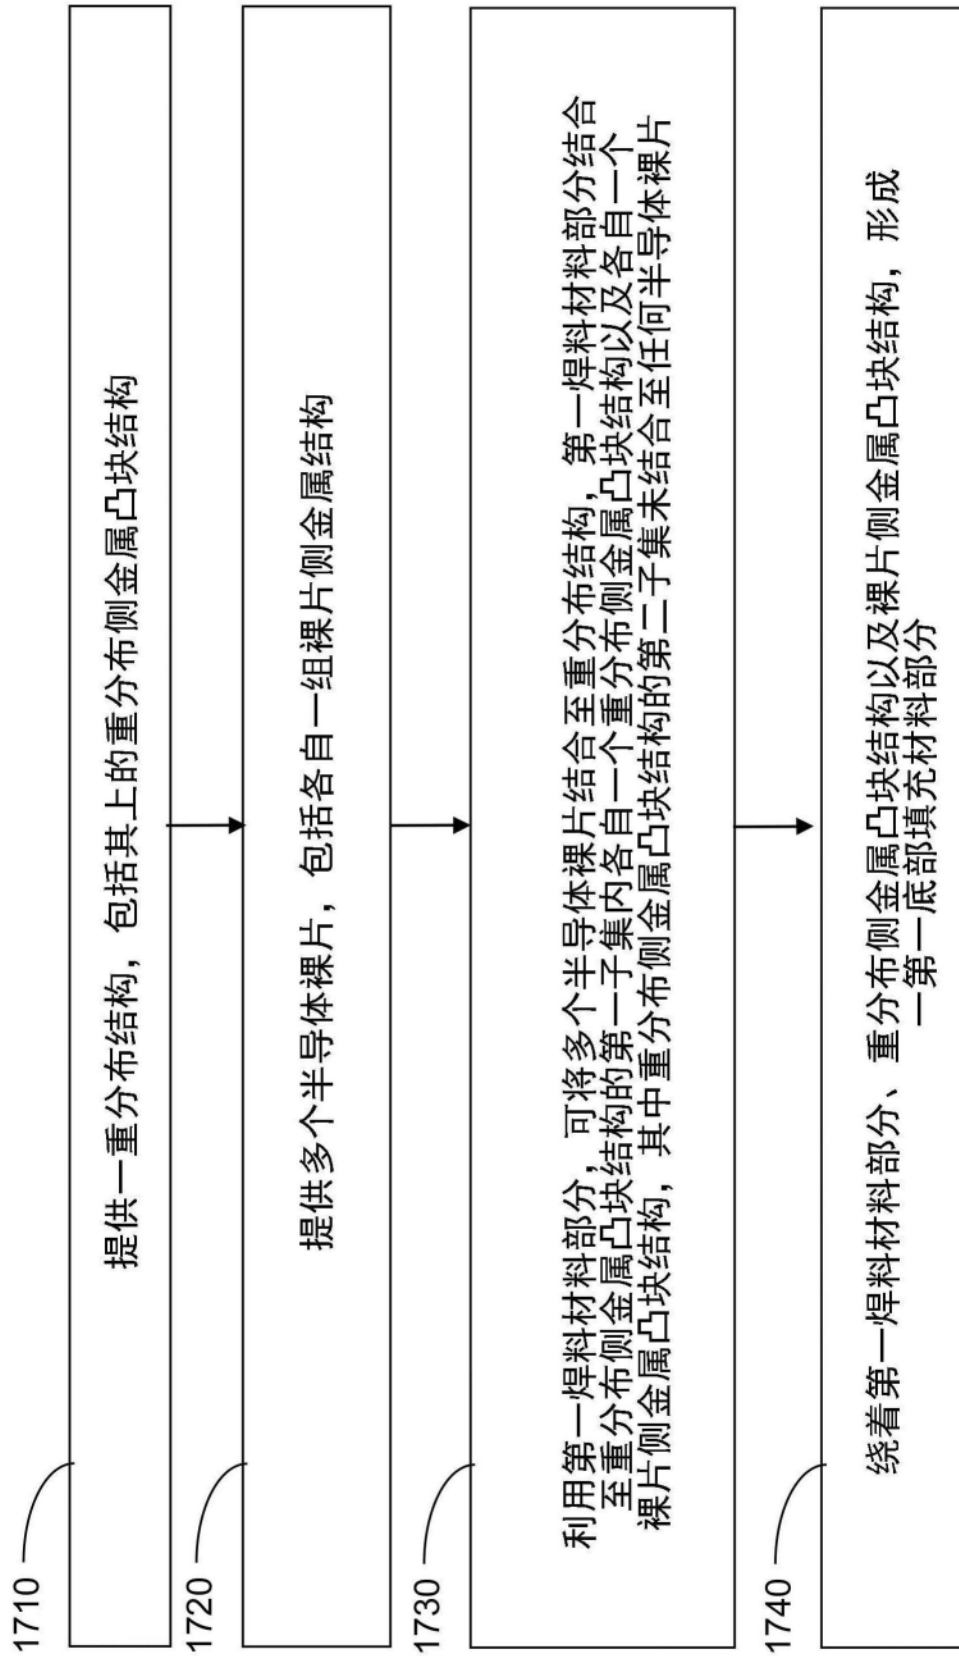 1710
提供一重分布结构，包括其上的重分布侧金属凸块结构
1720
提供多个半导体裸片，包括各自一组裸片侧金属结构
1730
利用第一焊料材料部分，可将多个半导体裸片结合至重分布结构，第一焊料材料部分结合
至重分布侧金属凸块结构的第一子集内各自一个重分布侧金属凸块结构以及各自一个
裸片侧金属凸块结构，其中重分布侧金属凸块结构的第二子集未结合至任何半导体裸片
1740
绕着第一焊料材料部分、重分布侧金属凸块结构以及裸片侧金属凸块结构，形成
一第一底部填充材料部分